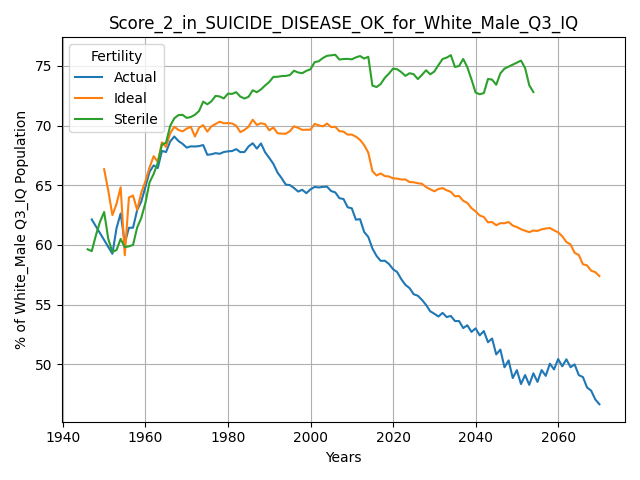 Score_2_in_SUICIDE_DISEASE_OK_for_White_Male_Q3_IQ
Fertility
Actual
Ideal
Sterile
% of White_Male Q3_IQ Population
75
70
65
60
55
50
1940
1960
1980
2000
2020
2040
2060
Years